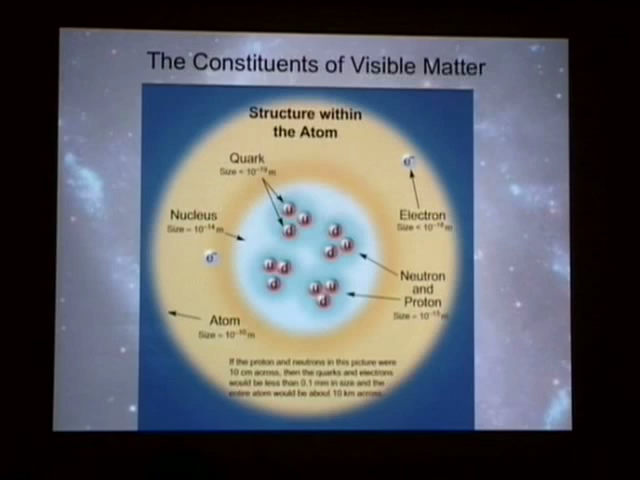 The Constituents of Visible Matter
Structure within
the Atom
Quark
Size < 10⁻¹⁹ m
e⁻
Nucleus
Size ~ 10⁻¹⁴ m
Electron
Size < 10⁻¹⁸ m
u
u
d
d
u
d
e⁻
u
d
d
u
u
d
Neutron
and
Proton
Size ~ 10⁻¹⁵ m
Atom
Size ~ 10⁻¹⁰ m
If the proton and neutrons in this picture were
10 cm across, then the quarks and electrons
would be less than 0.1 mm in size and the
entire atom would be about 10 km across.